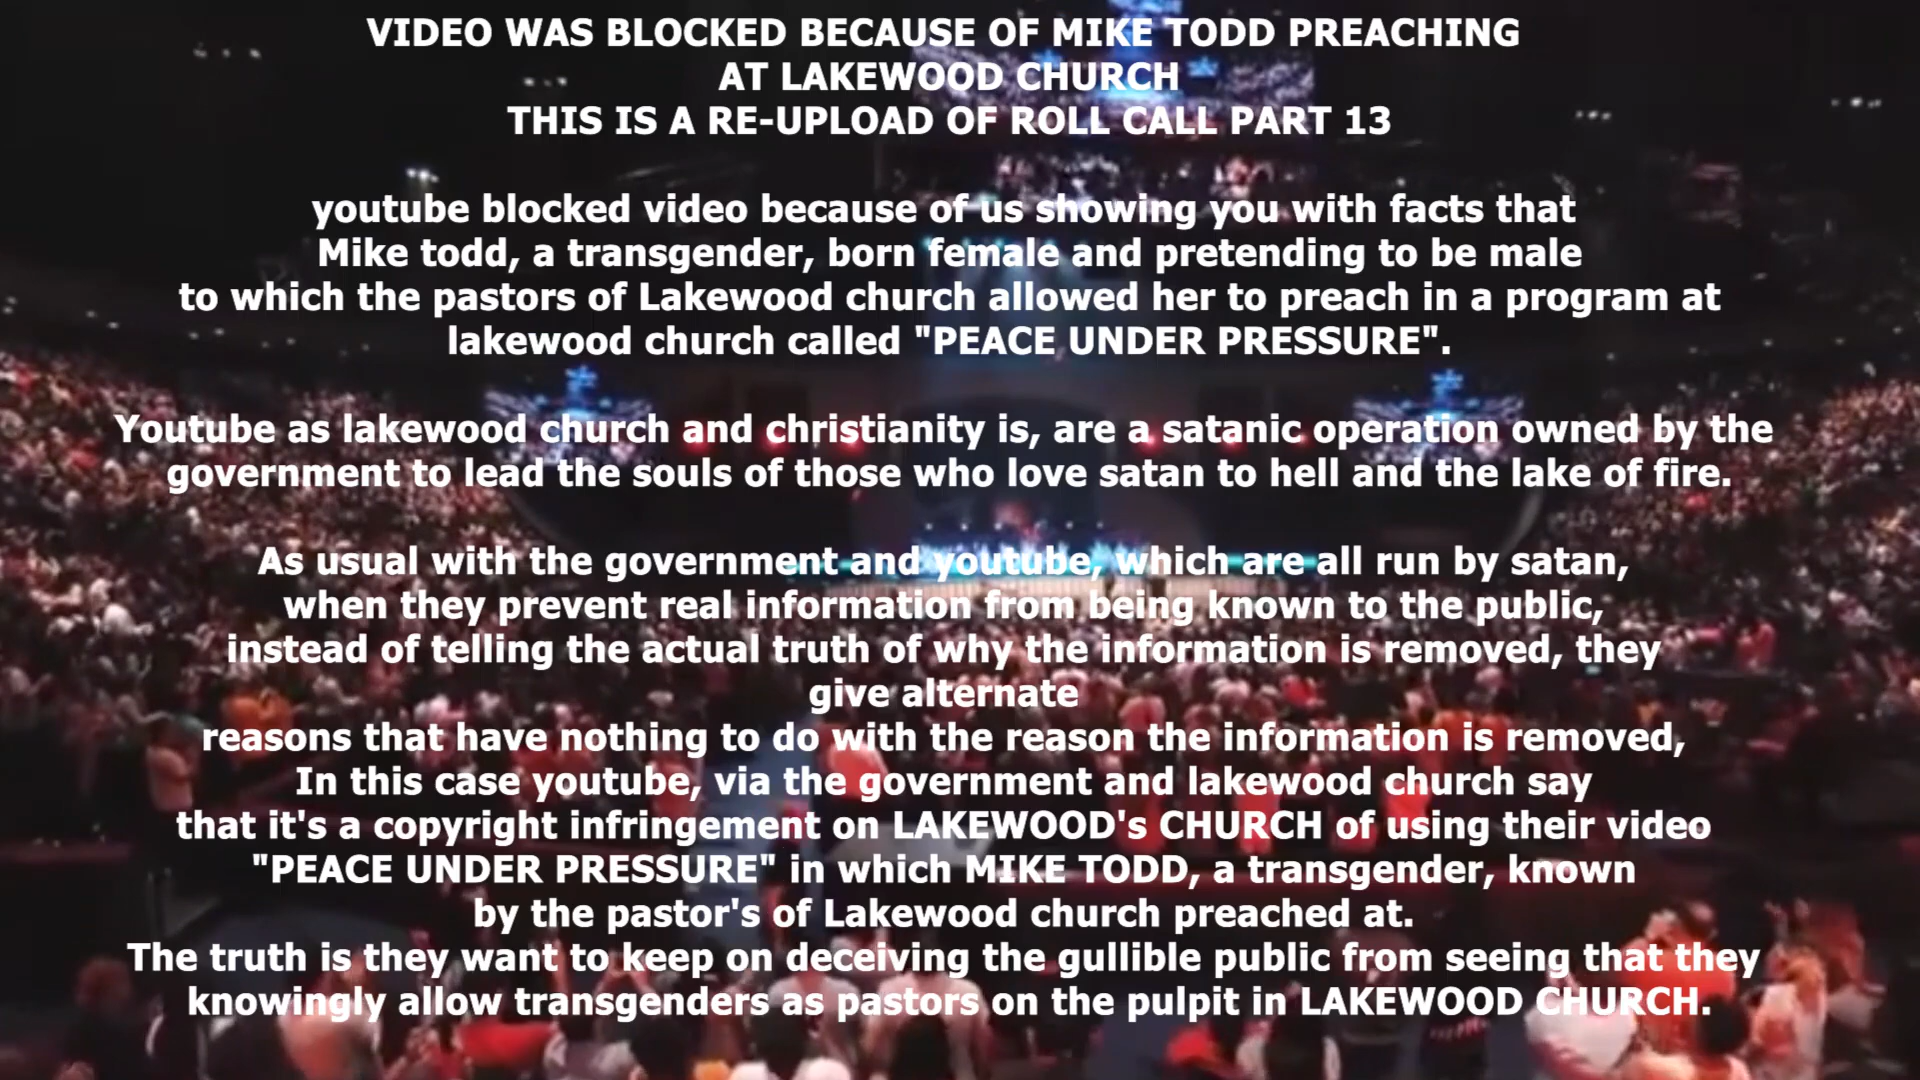 VIDEO WAS BLOCKED BECAUSE OF MIKE TODD PREACHING
AT LAKEWOOD CHURCH
THIS IS A RE-UPLOAD OF ROLL CALL PART 13
youtube blocked video because of us showing you with facts that
Mike todd, a transgender, born female and pretending to be male
to which the pastors of Lakewood church allowed her to preach in a program at
lakewood church called "PEACE UNDER PRESSURE".
Youtube as lakewood church and christianity is, are a satanic operation owned by the
government to lead the souls of those who love satan to hell and the lake of fire.
As usual with the government and youtube, which are all run by satan,
when they prevent real information from being known to the public,
instead of telling the actual truth of why the information is removed, they
give alternate
reasons that have nothing to do with the reason the information is removed,
In this case youtube, via the government and lakewood church say
that it's a copyright infringement on LAKEWOOD's CHURCH of using their video
"PEACE UNDER PRESSURE" in which MIKE TODD, a transgender, known
by the pastor's of Lakewood church preached at.
The truth is they want to keep on deceiving the gullible public from seeing that they
knowingly allow transgenders as pastors on the pulpit in LAKEWOOD CHURCH.